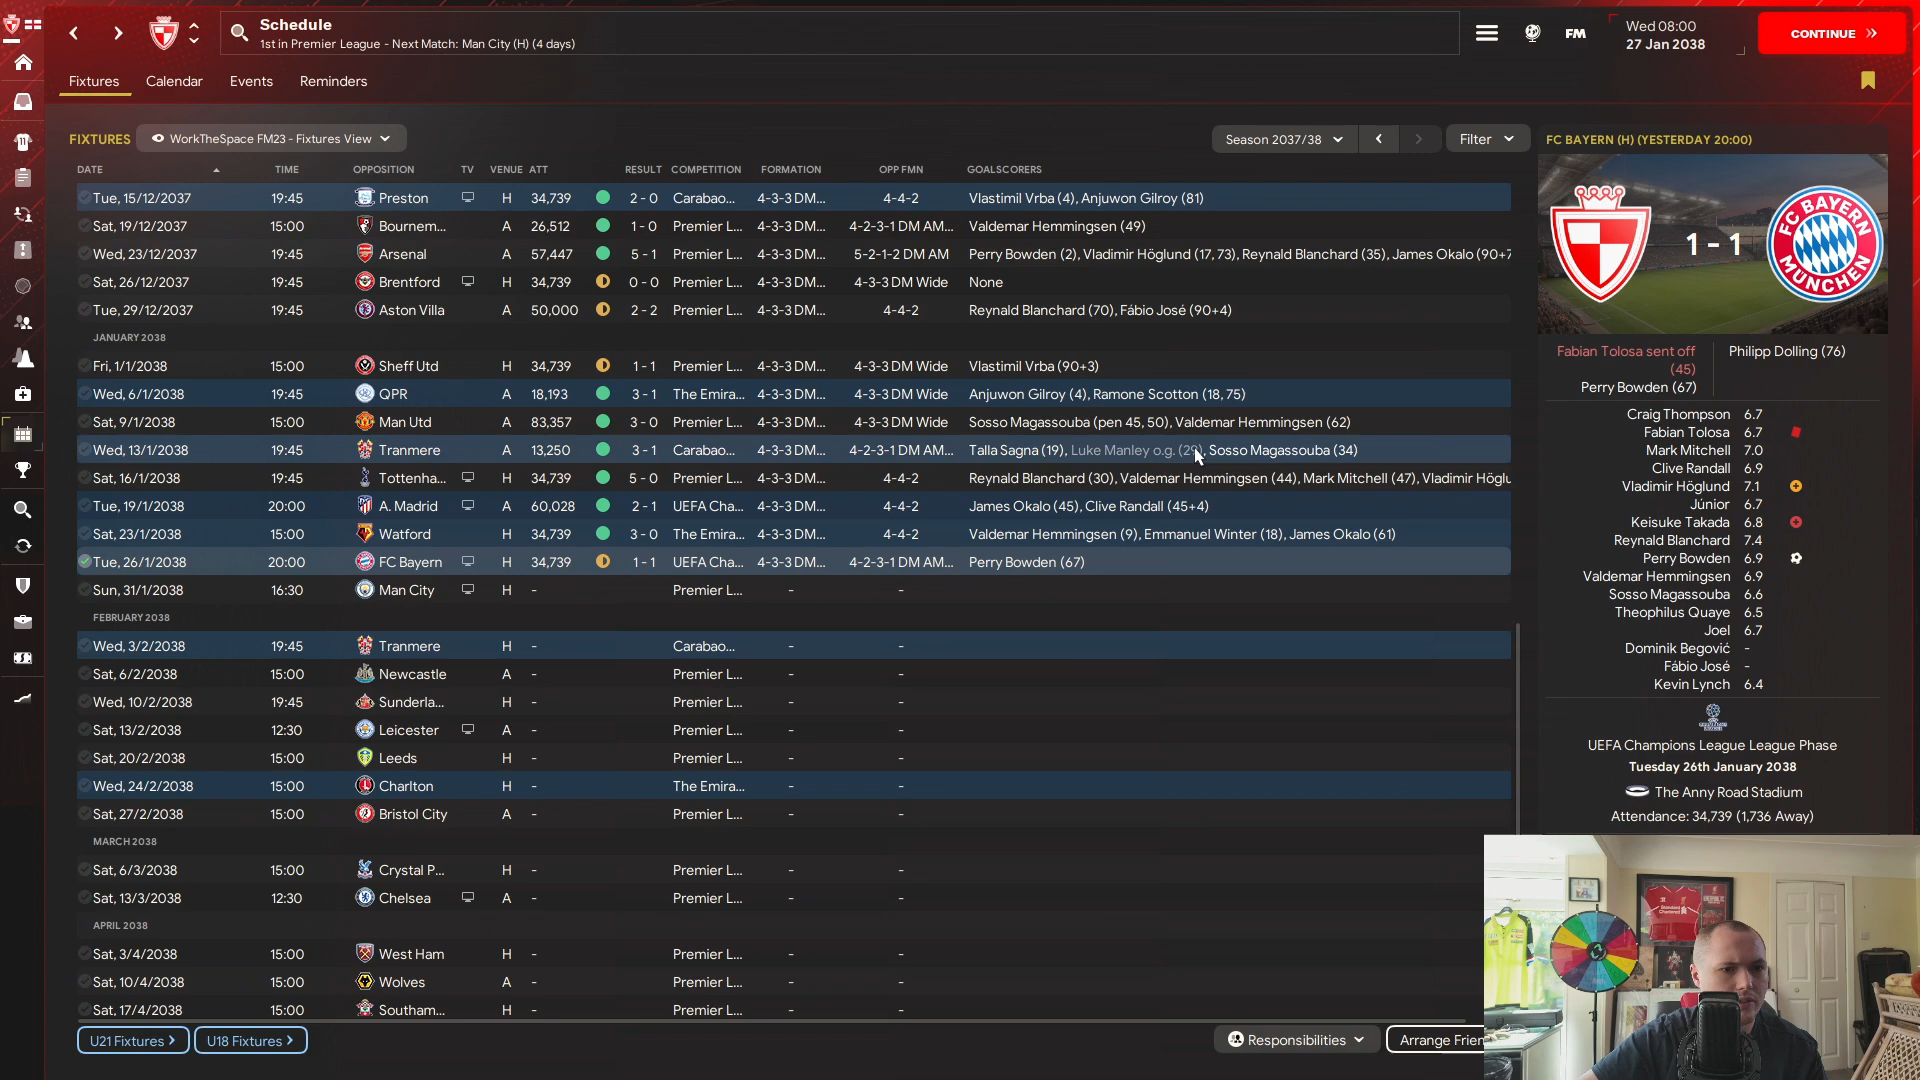 Schedule
1st in Premier League - Next Match: Man City (H) (4 days)
FM
Wed 08:00
27 Jan 2038
CONTINUE
Fixtures Calendar Events Reminders
FIXTURES WorkTheSpace FM23 - Fixtures View Season 2037/38 Filter
DATE TIME OPPOSITION TV VENUE ATT RESULT COMPETITION FORMATION OPP FMN GOALSCORERS
Tue, 15/12/2037 19:45 Preston H 34,739 2 - 0 Carabao... 4-3-3 DM... 4-4-2 Vlastimil Vrba (4), Anjuwon Gilroy (81)
Sat, 19/12/2037 15:00 Bournem... A 26,512 1 - 0 Premier L... 4-3-3 DM... 4-2-3-1 DM AM... Valdemar Hemmingsen (49)
Wed, 23/12/2037 19:45 Arsenal A 57,447 5 - 1 Premier L... 4-3-3 DM... 5-2-1-2 DM AM Perry Bowden (2), Vladimir Höglund (17, 73), Reynald Blanchard (35), James Okalo (90+7
Sat, 26/12/2037 19:45 Brentford H 34,739 0 - 0 Premier L... 4-3-3 DM... 4-3-3 DM Wide None
Tue, 29/12/2037 19:45 Aston Villa A 50,000 2 - 2 Premier L... 4-3-3 DM... 4-4-2 Reynald Blanchard (70), Fábio José (90+4)
JANUARY 2038
Fri, 1/1/2038 15:00 Sheff Utd H 34,739 1 - 1 Premier L... 4-3-3 DM... 4-3-3 DM Wide Vlastimil Vrba (90+3)
Wed, 6/1/2038 19:45 QPR A 18,193 3 - 1 The Emira... 4-3-3 DM... 4-3-3 DM Wide Anjuwon Gilroy (4), Ramone Scotton (18, 75)
Sat, 9/1/2038 15:00 Man Utd A 83,357 3 - 0 Premier L... 4-3-3 DM... 4-3-3 DM Wide Sosso Magassouba (pen 45, 50), Valdemar Hemmingsen (62)
Wed, 13/1/2038 19:45 Tranmere A 13,250 3 - 1 Carabao... 4-3-3 DM... 4-2-3-1 DM AM... Talla Sagna (19), Luke Manley o.g. (29), Sosso Magassouba (34)
Sat, 16/1/2038 19:45 Tottenha... H 34,739 5 - 0 Premier L... 4-3-3 DM... 4-4-2 Reynald Blanchard (30), Valdemar Hemmingsen (44), Mark Mitchell (47), Vladimir Höglu
Tue, 19/1/2038 20:00 A. Madrid A 60,028 2 - 1 UEFA Cha... 4-3-3 DM... 4-4-2 James Okalo (45), Clive Randall (45+4)
Sat, 23/1/2038 15:00 Watford H 34,739 3 - 0 The Emira... 4-3-3 DM... 4-4-2 Valdemar Hemmingsen (9), Emmanuel Winter (18), James Okalo (61)
Tue, 26/1/2038 20:00 FC Bayern H 34,739 1 - 1 UEFA Cha... 4-3-3 DM... 4-2-3-1 DM AM... Perry Bowden (67)
Sun, 31/1/2038 16:30 Man City H Premier L... - -
FEBRUARY 2038
Wed, 3/2/2038 19:45 Tranmere H - Carabao... - -
Sat, 6/2/2038 15:00 Newcastle A - Premier L... - -
Wed, 10/2/2038 19:45 Sunderla... H - Premier L... - -
Sat, 13/2/2038 12:30 Leicester A - Premier L... - -
Sat, 20/2/2038 15:00 Leeds H - Premier L... - -
Wed, 24/2/2038 15:00 Charlton H - The Emira... - -
Sat, 27/2/2038 15:00 Bristol City A - Premier L... - -
MARCH 2038
Sat, 6/3/2038 15:00 Crystal P... H - Premier L... - -
Sat, 13/3/2038 12:30 Chelsea A - Premier L... - -
APRIL 2038
Sat, 3/4/2038 15:00 West Ham H - Premier L... - -
Sat, 10/4/2038 15:00 Wolves A - Premier L... - -
Sat, 17/4/2038 15:00 Southam... H - Premier L... - -
U21 Fixtures U18 Fixtures Responsibilities Arrange Frien
FC BAYERN (H) (YESTERDAY 20:00)
FC BAYERN
MÜNCHEN
1 - 1
Fabian Tolosa sent off
(45)
Perry Bowden (67)
Philipp Dolling (76)
Craig Thompson 6.7
Fabian Tolosa 6.7
Mark Mitchell 7.0
Clive Randall 6.9
Vladimir Höglund 7.1
Júnior 6.7
Keisuke Takada 6.8
Reynald Blanchard 7.4
Perry Bowden 6.9
Valdemar Hemmingsen 6.9
Sosso Magassouba 6.6
Theophilus Quaye 6.5
Joel 6.7
Dominik Begović -
Fábio José -
Kevin Lynch 6.4
UEFA Champions League League Phase
Tuesday 26th January 2038
The Anny Road Stadium
Attendance: 34,739 (1,736 Away)